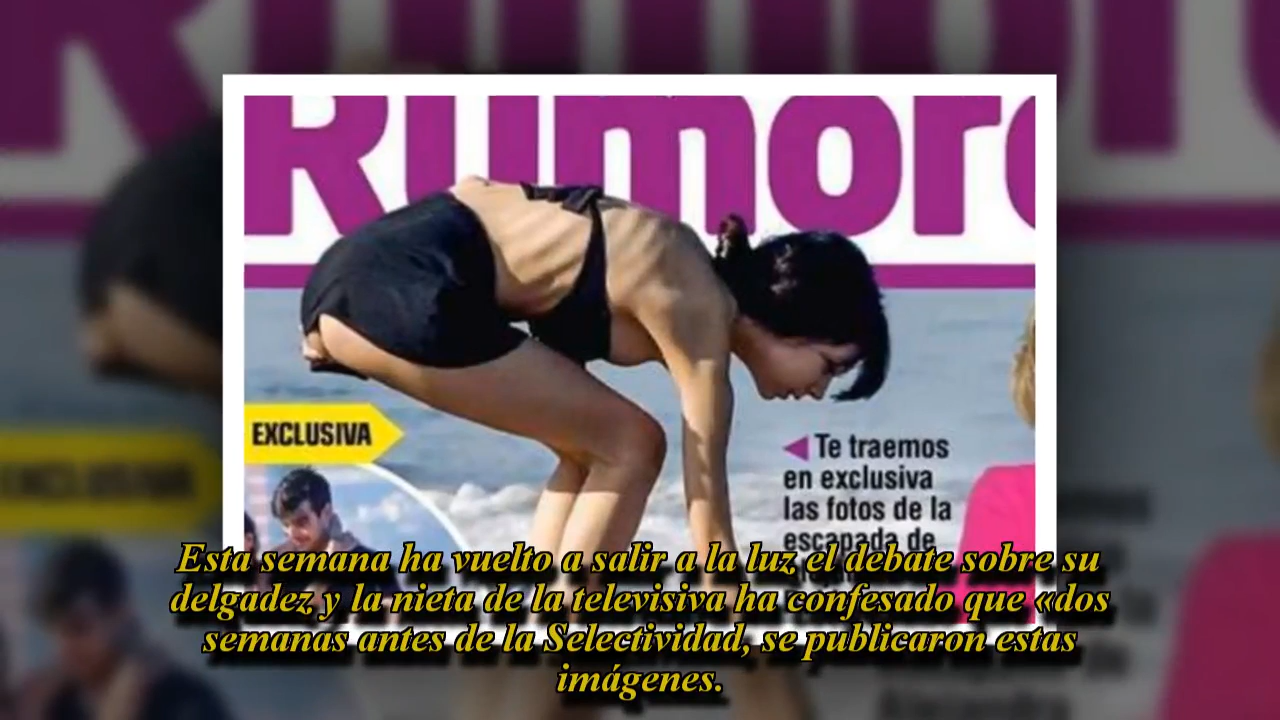 Rumor
EXCLUSIVA
Te traemos
en exclusiva
las fotos de la
escapada de
Esta semana ha vuelto a salir a la luz el debate sobre su
delgadez y la nieta de la televisiva ha confesado que «dos
semanas antes de la Selectividad, se publicaron estas
imágenes.